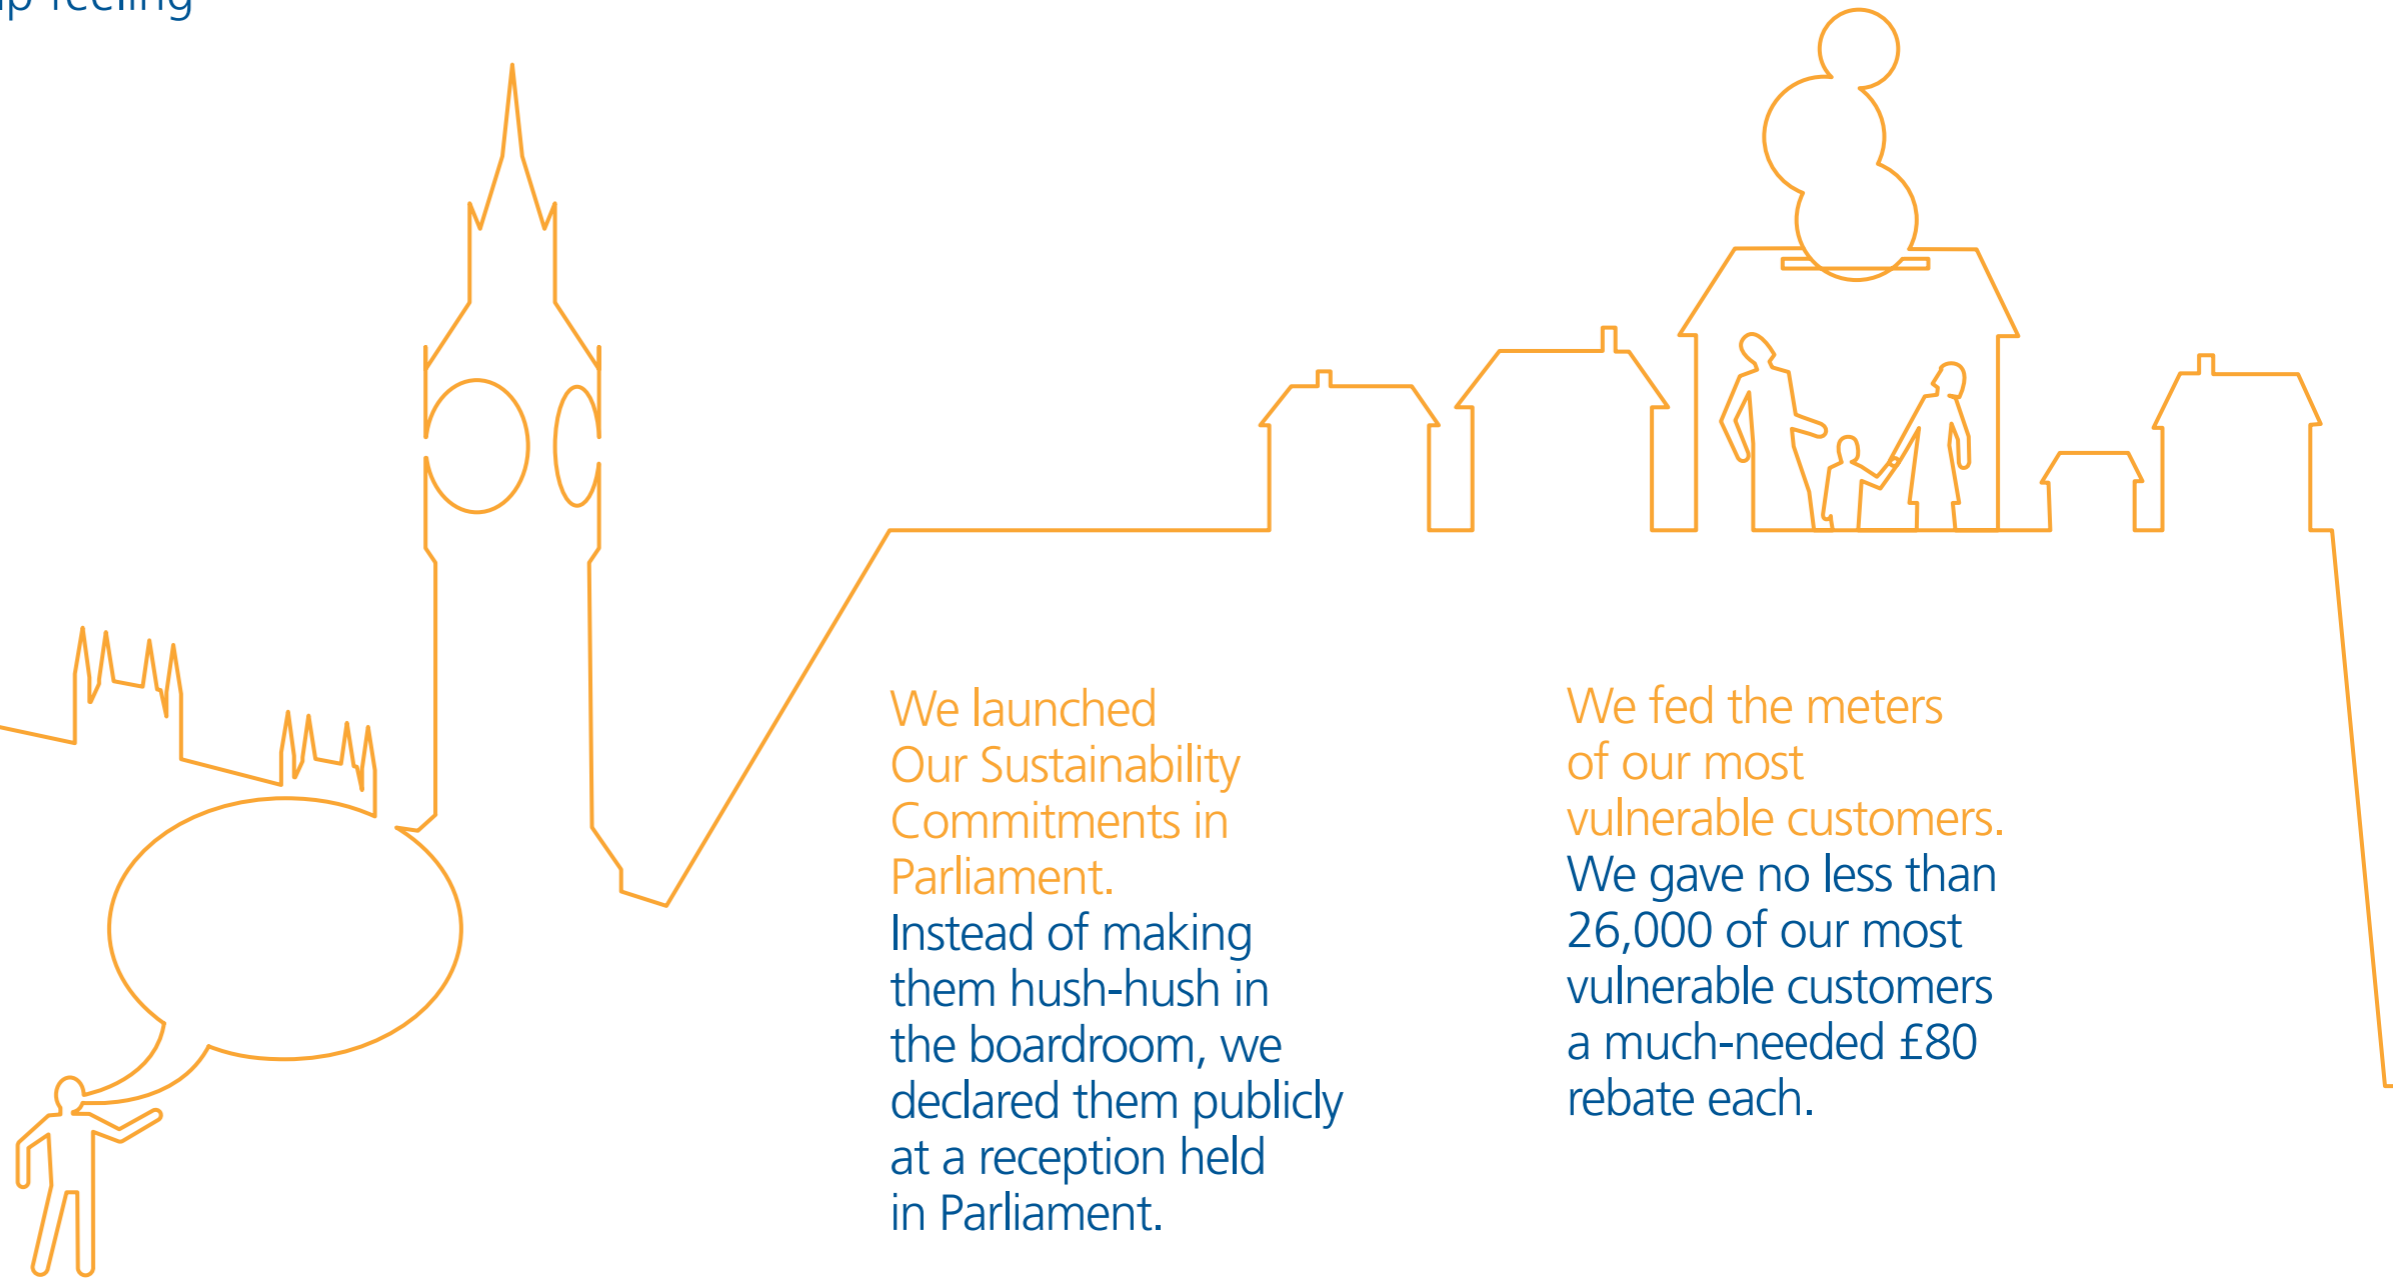 feeling
We launched
Our Sustainability
Commitments in
Parliament.
Instead of making
them hush-hush in
the boardroom, we
declared them publicly
at a reception held
in Parliament.
We fed the meters
of our most
vulnerable customers.
We gave no less than
26,000 of our most
vulnerable customers
a much-needed £80
rebate each.